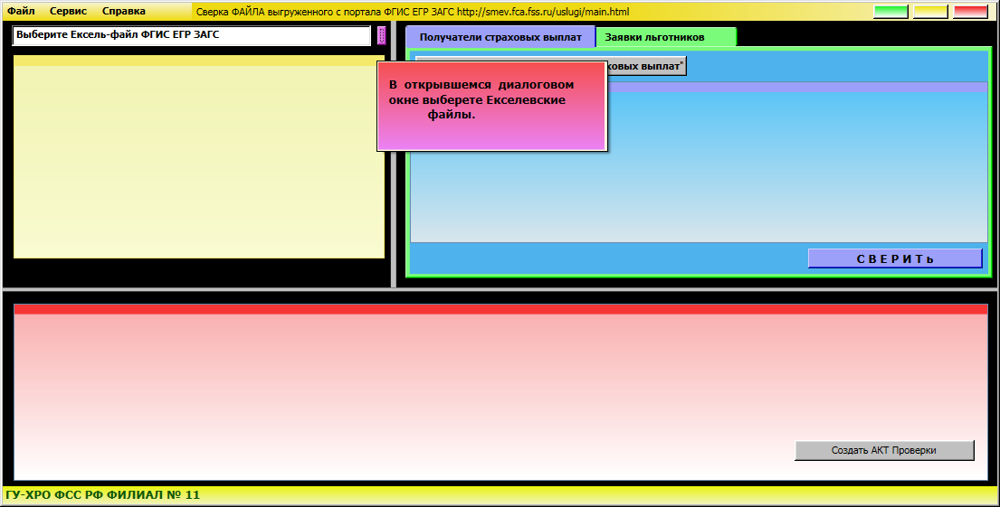 Файл Сервис Справка Сверка ФАЙЛА выгруженного с портала ФГИС ЕГР ЗАГС http://smev.fca.fss.ru/uslugi/main.html
Выберите Ексель-файл ФГИС ЕГР ЗАГС
Получатели страховых выплат Заявки льготников
ковых выплат"
В открывшемся диалоговом
окне выберете Екселевские
файлы.
С В Е Р И Т Ь
Создать АКТ Проверки
ГУ-ХРО ФСС РФ ФИЛИАЛ № 11